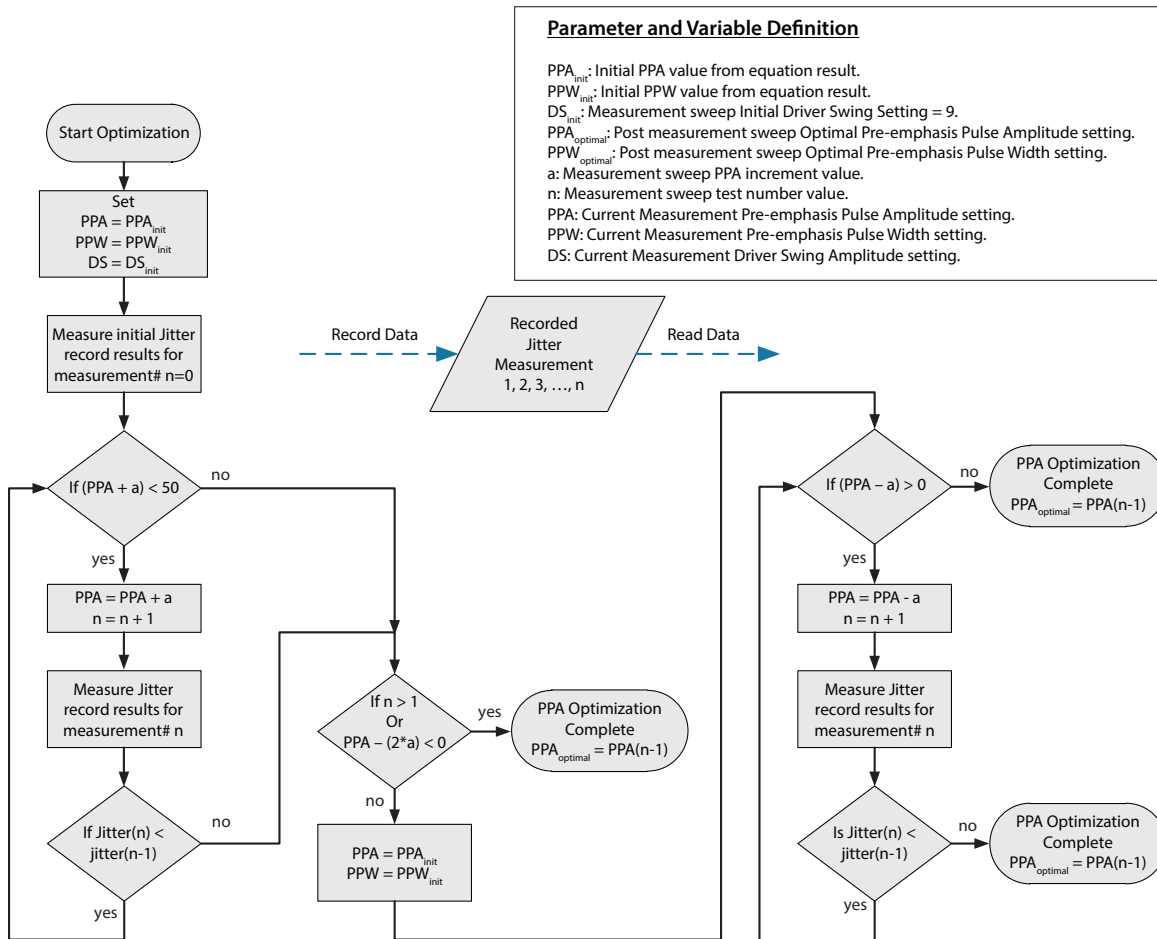 Parameter and Variable Definition
PPAinit: Initial PPA value from equation result.
PPWinit: Initial PPW value from equation result.
DSinit: Measurement sweep Initial Driver Swing Setting = 9.
PPAoptimal: Post measurement sweep Optimal Pre-emphasis Pulse Amplitude setting.
PPWoptimal: Post measurement sweep Optimal Pre-emphasis Pulse Width setting.
a: Measurement sweep PPA increment value.
n: Measurement sweep test number value.
PPA: Current Measurement Pre-emphasis Pulse Amplitude setting.
PPW: Current Measurement Pre-emphasis Pulse Width setting.
DS: Current Measurement Driver Swing Amplitude setting.
Start Optimization
Set
PPA = PPAinit
PPW = PPWinit
DS = DSinit
Measure initial Jitter
record results for
measurement# n=0
Record Data
Recorded
Jitter
Measurement
1, 2, 3, …, n
Read Data
If (PPA + a) < 50
no
yes
PPA = PPA + a
n = n + 1
Measure Jitter
record results for
measurement# n
If Jitter(n) <
jitter(n-1)
no
yes
If n > 1
Or
PPA – (2*a) < 0
yes
no
PPA Optimization
Complete
PPAoptimal = PPA(n-1)
PPA = PPAinit
PPW = PPWinit
If (PPA – a) > 0
no
yes
PPA Optimization
Complete
PPAoptimal = PPA(n-1)
PPA = PPA - a
n = n + 1
Measure Jitter
record results for
measurement# n
Is Jitter(n) <
jitter(n-1)
no
yes
PPA Optimization
Complete
PPAoptimal = PPA(n-1)